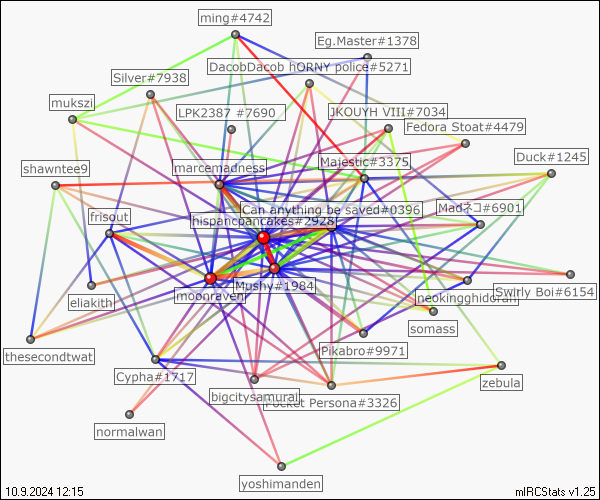 ming#4742
Eg.Master#1378
DacobDacob hORNY police#5271
Silver#7938
mukszi
LPK2387 #7690
JKOUYH VIII#7034
Fedora Stoat#4479
Duck#1245
marcemadness
Majestic#3375
shawntee9
Can anything be saved#0396
Madネコ#6901
frisout
hispancpancakes#2928
Mushy#1984
moonraven
eliakith
neokingghidorah
Swirly Boi#6154
somass
thesecondtwat
Pikabro#9971
Cypha#1717
zebula
bigcitysamurai
Pocket Persona#3326
normalwan
yoshimanden
10.9.2024 12:15
mIRCStats v1.25